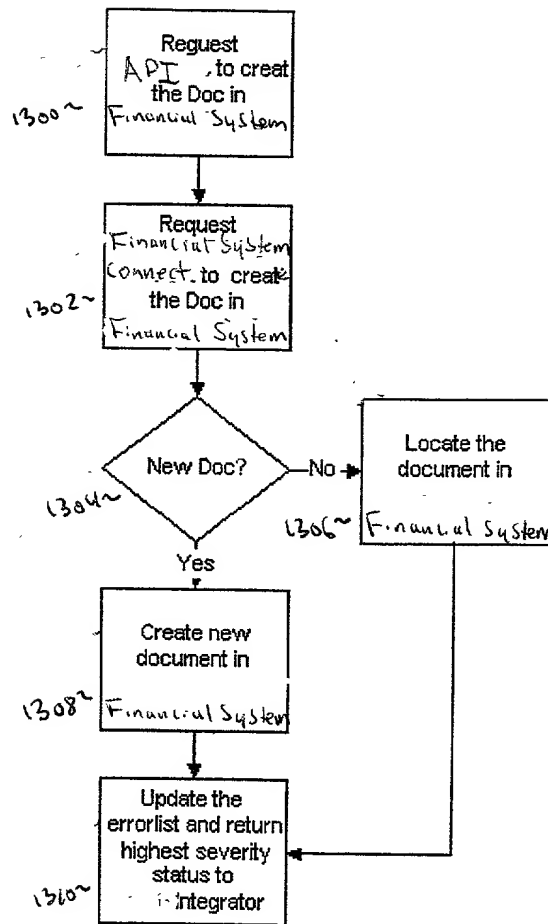 Reguest
API to creat
the Doc in
Financial System
1300~
Request
Financial System
Connect to create
the Doc in
Financial System
1302~
New Doc?
1304~
No
Locate the
document in
Financial System
1306~
Yes
Create new
document in
Financial System
1308~
Update the
errorlist and return
highest severity
status to
Integrator
1310~